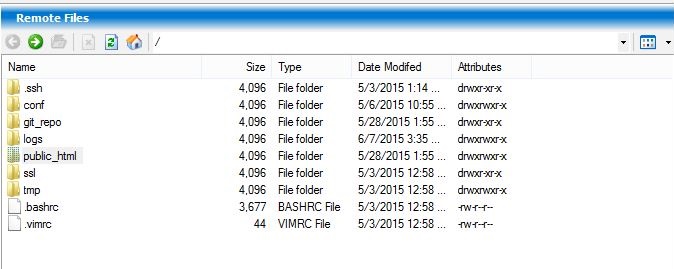 Remote Files
/
Name Size Type Date Modifed Attributes
.ssh 4,096 File folder 5/3/2015 1:14 ... drwxr-xr-x
conf 4,096 File folder 5/6/2015 10:55 ... drwxrwxr-x
git_repo 4,096 File folder 5/28/2015 1:55 ... drwxr-xr-x
logs 4,096 File folder 6/7/2015 3:35 ... drwxrwxr-x
public_html 4,096 File folder 5/28/2015 1:55 ... drwxrwxr-x
ssl 4,096 File folder 5/3/2015 12:58 ... drwxr-xr-x
tmp 4,096 File folder 5/3/2015 12:58 ... drwxrwxr-x
.bashrc 3,677 BASHRC File 5/3/2015 12:58 ... -rw-r--r--
.vimrc 44 VIMRC File 5/3/2015 12:58 ... -rw-r--r--